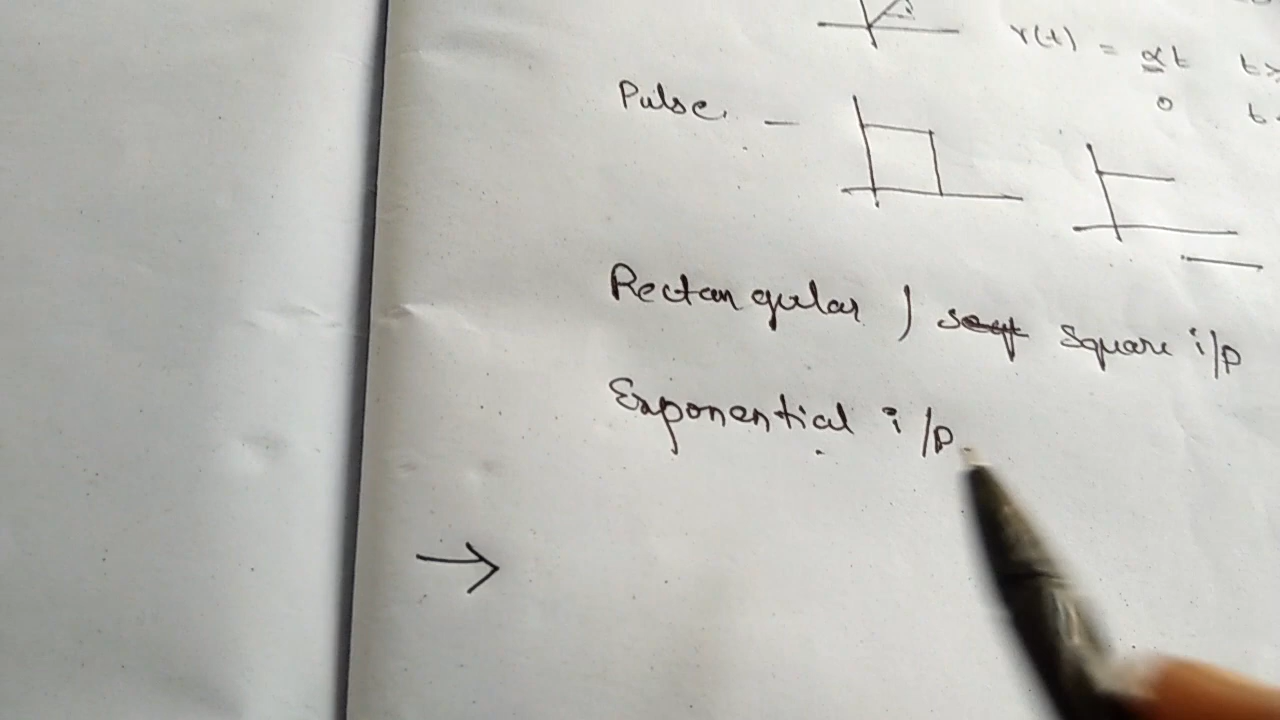 r(t) = αt t>
0 t
Pulse. –
Rectangular / Square i/p
Exponential i/p.
→